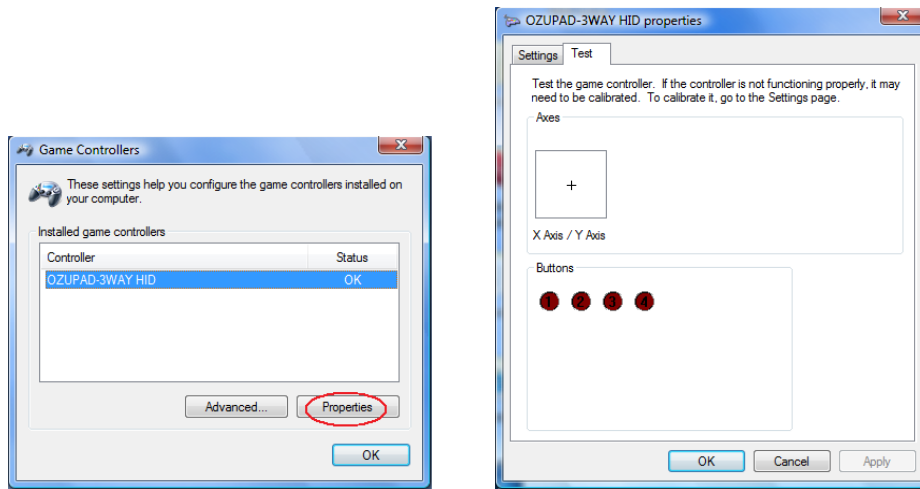 Game Controllers
X
These settings help you configure the game controllers installed on
your computer.
Installed game controllers
Controller Status
OZUPAD-3WAY HID OK
Advanced... Properties
OK
OZUPAD-3WAY HID properties
X
Settings Test
Test the game controller. If the controller is not functioning properly, it may
need to be calibrated. To calibrate it, go to the Settings page.
Axes
X Axis / Y Axis
Buttons
1 2 3 4
OK Cancel Apply